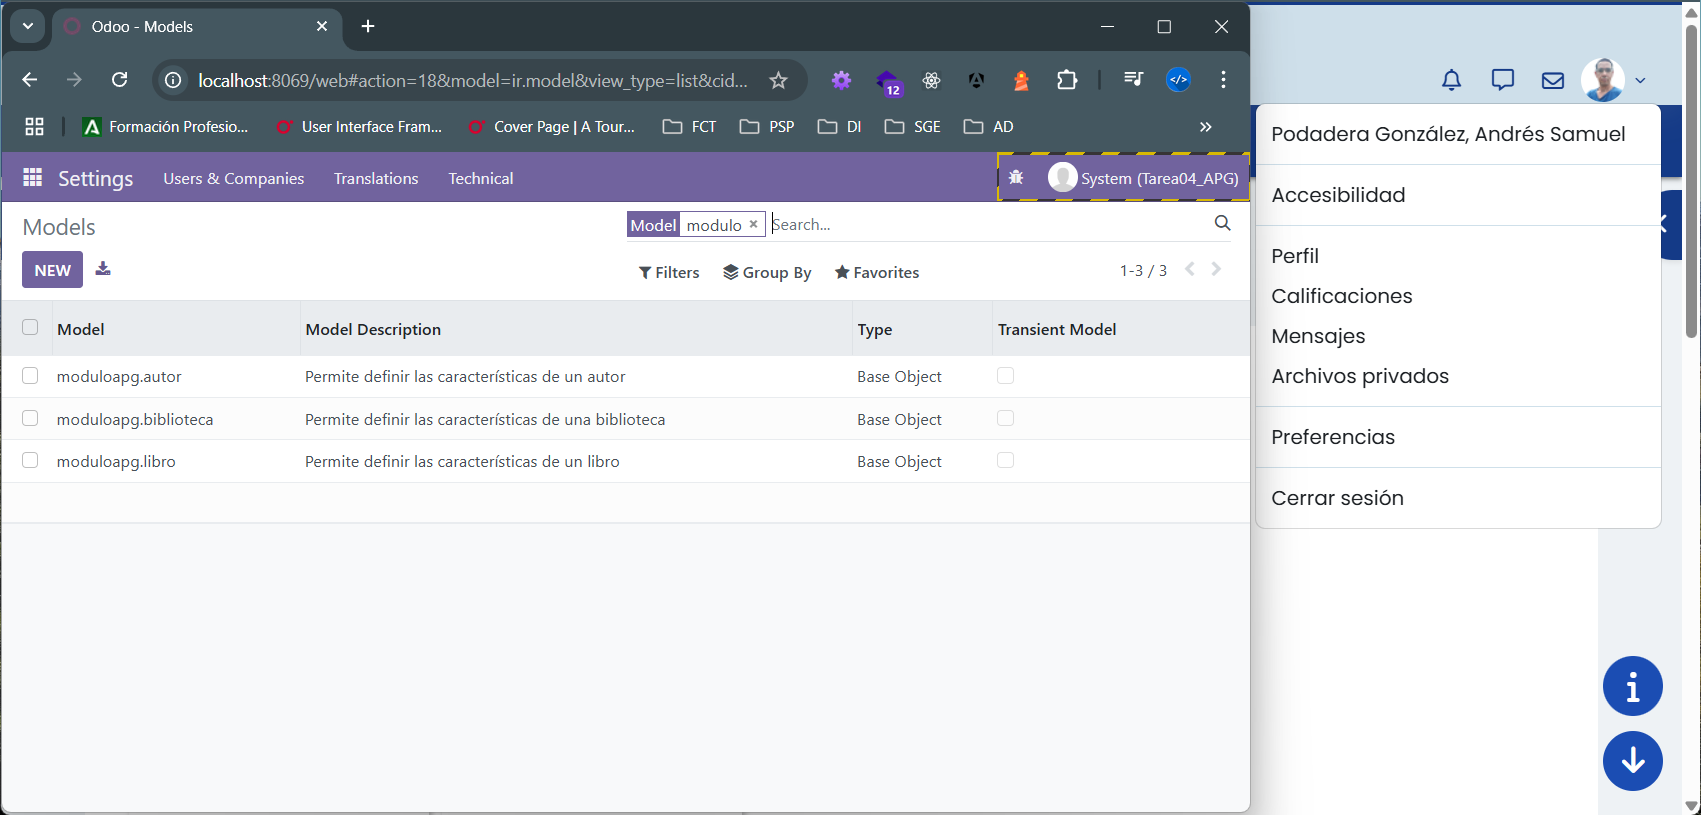 Odoo - Models
localhost:8069/web#action=18&model=ir.model&view_type=list&cid...
12
</>
Formación Profesio...
User Interface Fram...
Cover Page | A Tour...
FCT
PSP
DI
SGE
AD
»
Settings
Users & Companies
Translations
Technical
System (Tarea04_APG)
Models
Model modulo × Search...
NEW
Filters
Group By
Favorites
1-3 / 3
Model Model Description Type Transient Model
moduloapg.autor Permite definir las características de un autor Base Object
moduloapg.biblioteca Permite definir las características de una biblioteca Base Object
moduloapg.libro Permite definir las características de un libro Base Object
Podadera González, Andrés Samuel
Accesibilidad
Perfil
Calificaciones
Mensajes
Archivos privados
Preferencias
Cerrar sesión